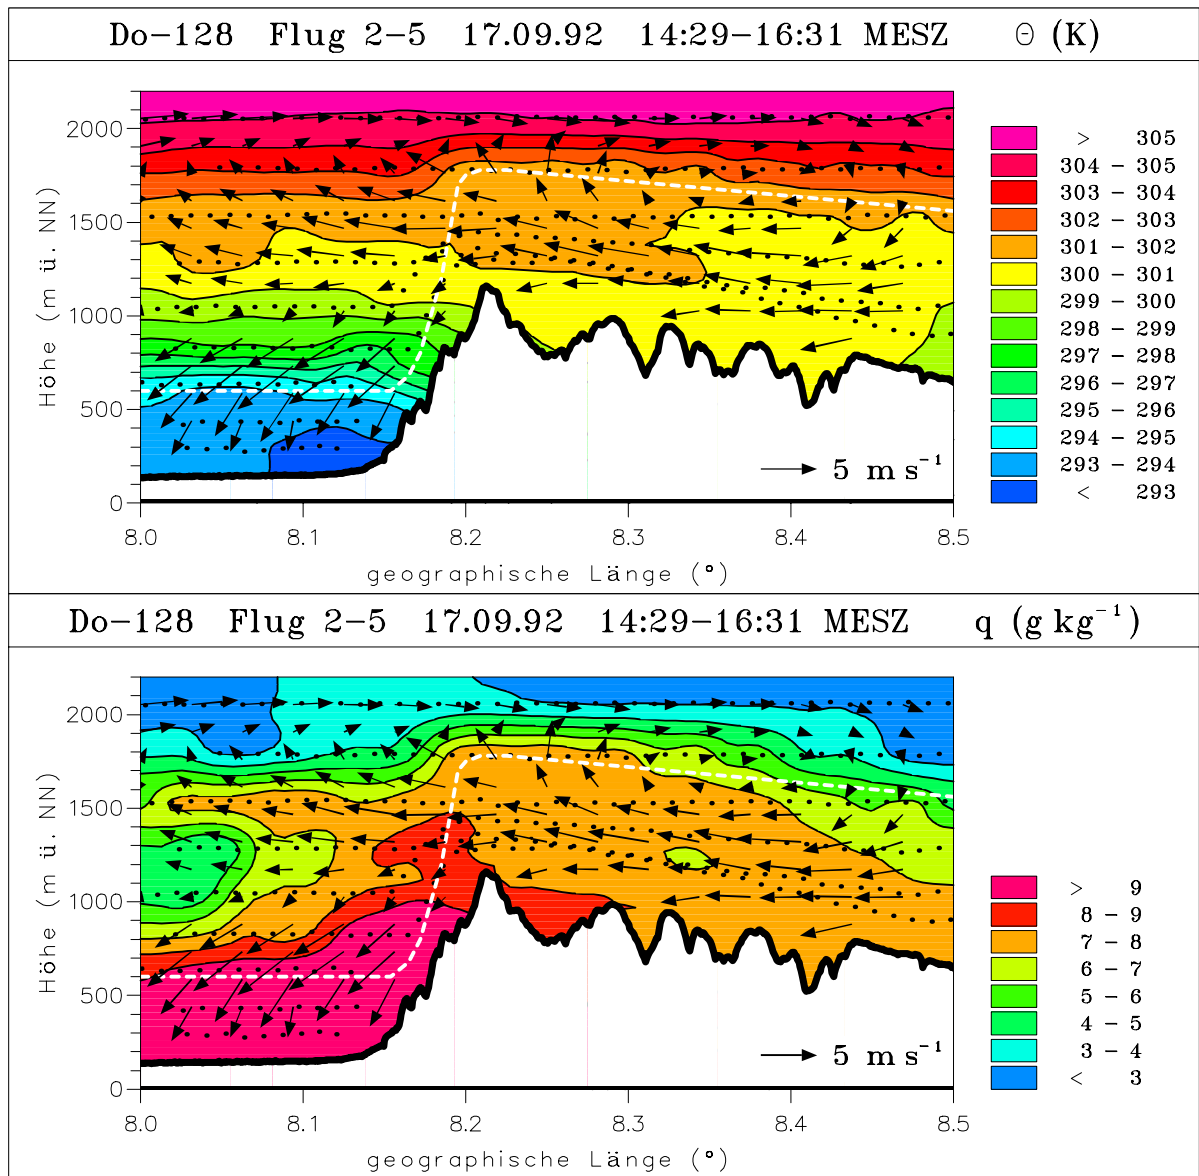 Do-128 Flug 2-5 17.09.92 14:29-16:31 MESZ Θ (K)
2000
1500
1000
500
0
Höhe (m ü. NN)
8.0 8.1 8.2 8.3 8.4 8.5
geographische Länge (°)
5 m s⁻¹
> 305
304 - 305
303 - 304
302 - 303
301 - 302
300 - 301
299 - 300
298 - 299
297 - 298
296 - 297
295 - 296
294 - 295
293 - 294
< 293
Do-128 Flug 2-5 17.09.92 14:29-16:31 MESZ q (g kg⁻¹)
2000
1500
1000
500
0
Höhe (m ü. NN)
8.0 8.1 8.2 8.3 8.4 8.5
geographische Länge (°)
5 m s⁻¹
> 9
8 - 9
7 - 8
6 - 7
5 - 6
4 - 5
3 - 4
< 3